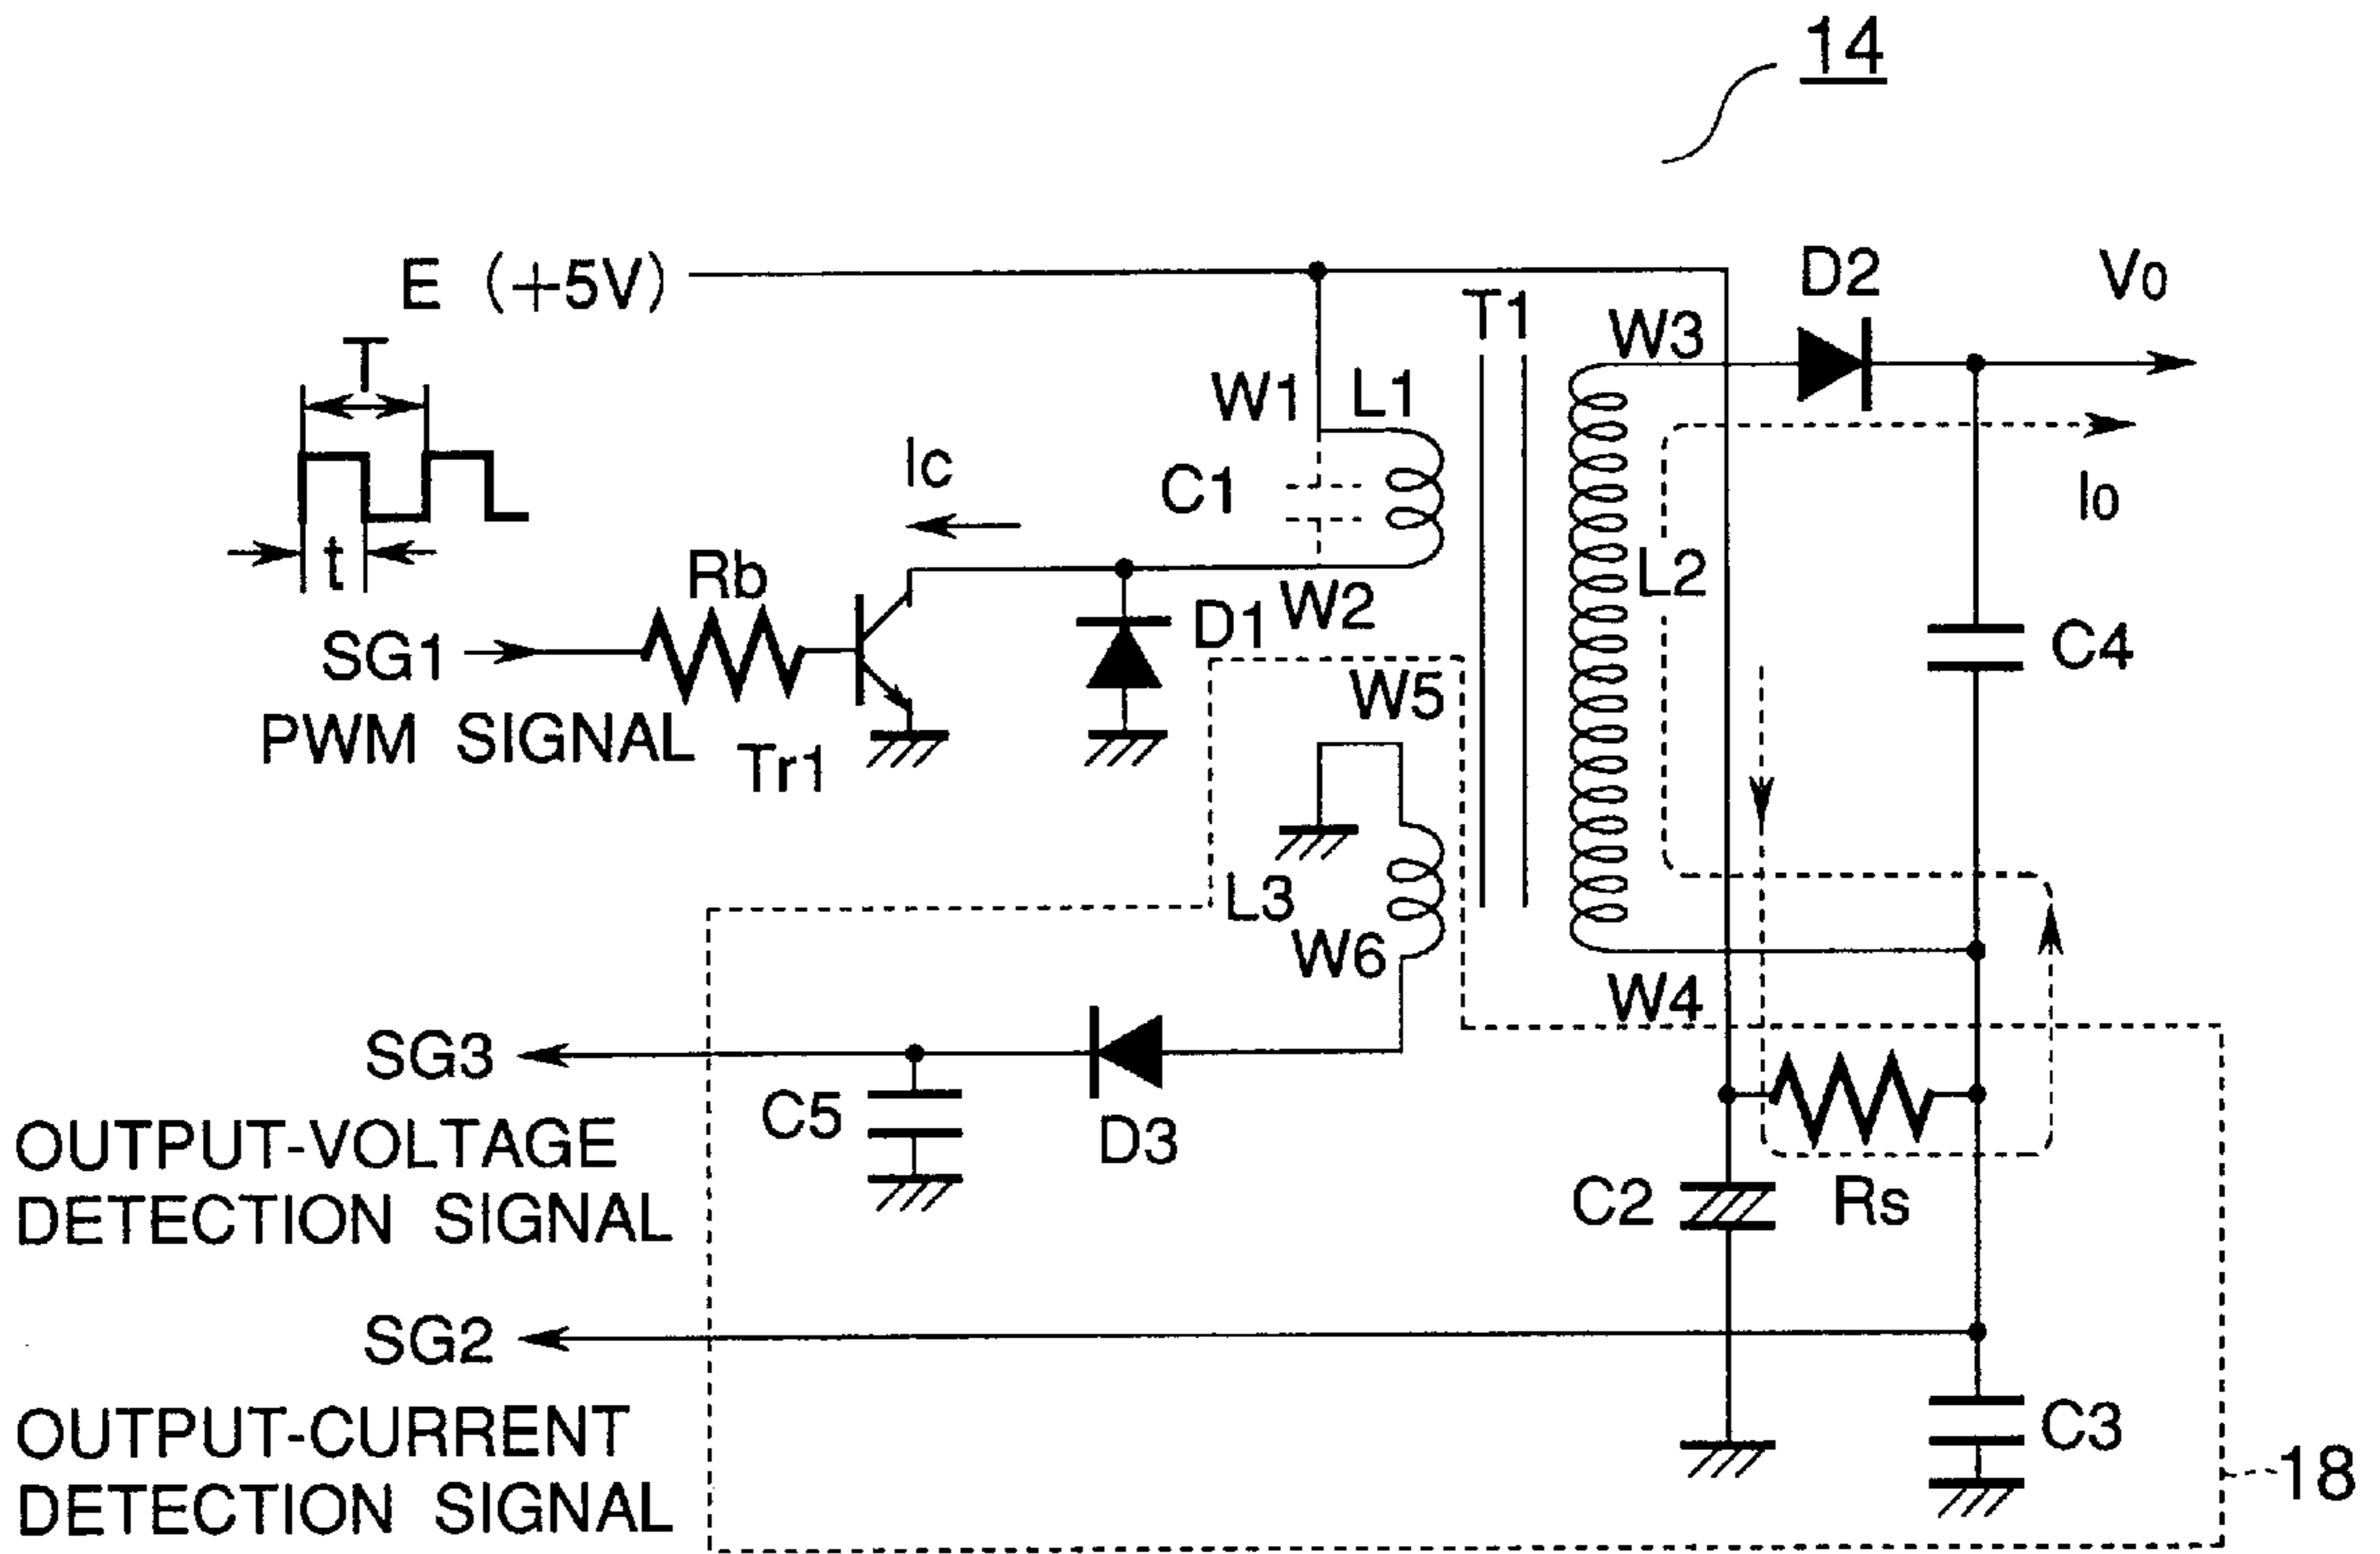 14
E (+5V)
D2
Vo
T1
W3
T
W1
L1
Ic
C1
Io
t
Rb
L2
W2
D1
SG1
C4
PWM SIGNAL
Tr1
W5
L3
W6
W4
SG3
C5
D3
OUTPUT-VOLTAGE
DETECTION SIGNAL
C2
Rs
SG2
OUTPUT-CURRENT
DETECTION SIGNAL
C3
18